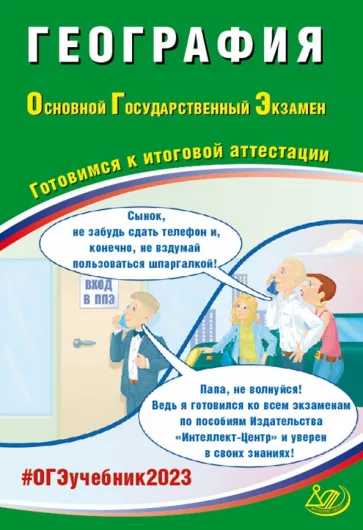 ГЕОГРАФИЯ
Основной Государственный Экзамен
Готовимся к итоговой аттестации
Сынок,
не забудь сдать телефон и,
конечно, не вздумай
пользоваться шпаргалкой!
ВХОД
В ППЭ
Папа, не волнуйся!
Ведь я готовился ко всем экзаменам
по пособиям Издательства
«Интеллект-Центр» и уверен
в своих знаниях!
#ОГЭучебник2023